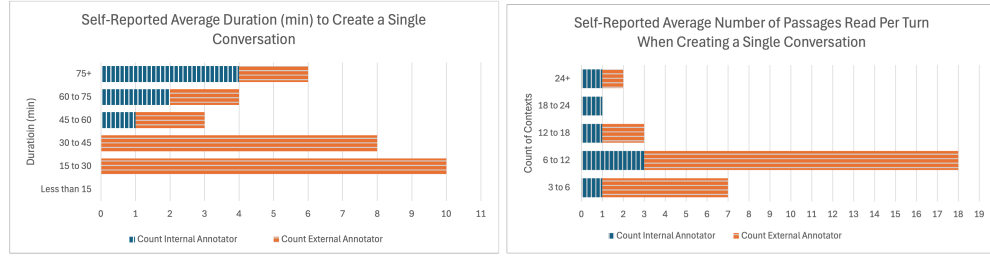 Self-Reported Average Duration (min) to Create a Single
Conversation
Duratioin (min)
75+
60 to 75
45 to 60
30 to 45
15 to 30
Less than 15
0 1 2 3 4 5 6 7 8 9 10 11
Count Internal Annotator Count External Annotator
Self-Reported Average Number of Passages Read Per Turn
When Creating a Single Conversation
Count of Contexts
24+
18 to 24
12 to 18
6 to 12
3 to 6
0 1 2 3 4 5 6 7 8 9 10 11 12 13 14 15 16 17 18 19
Count Internal Annotator Count External Annotator